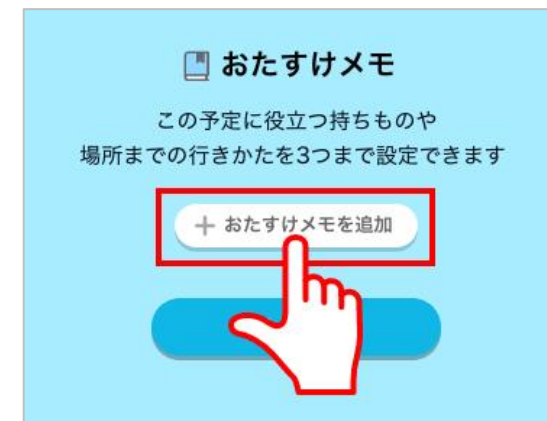 おたすけメモ
この予定に役立つ持ちものや
場所までの行きかたを3つまで設定できます
＋ おたすけメモを追加